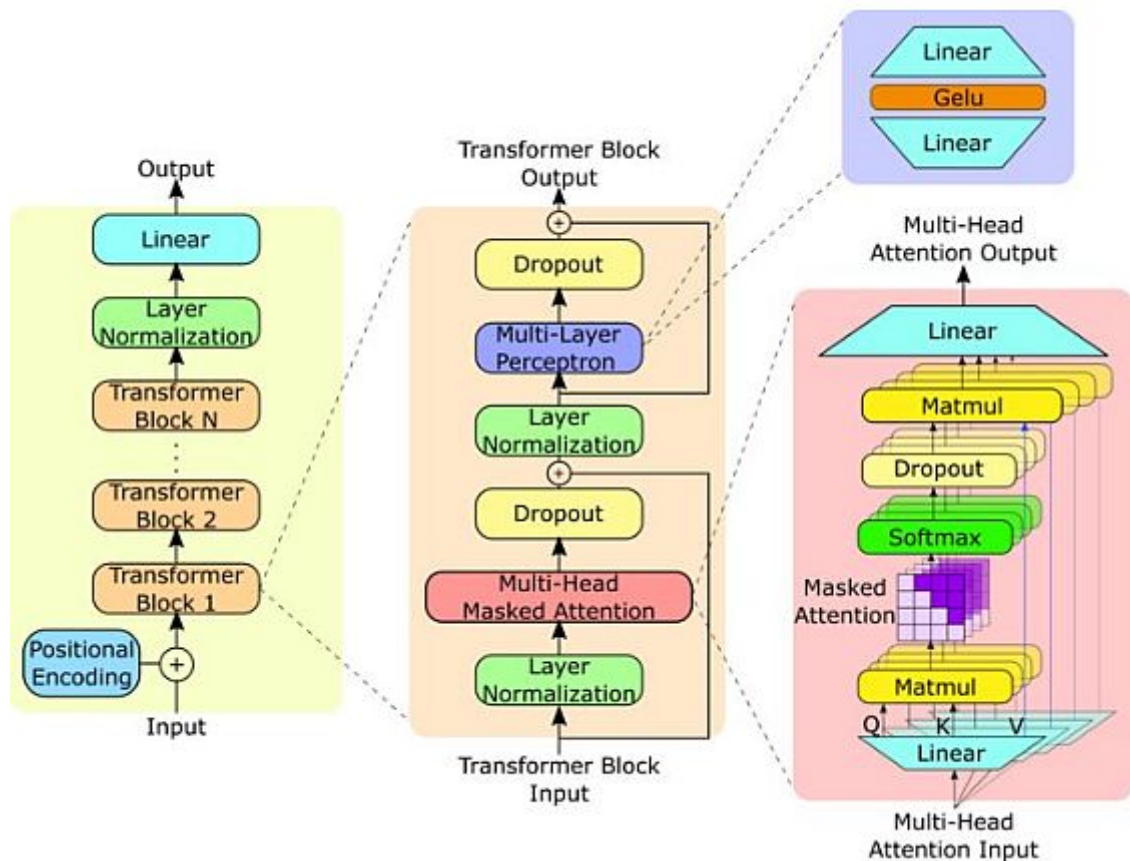 Output
Linear
Layer
Normalization
Transformer
Block N
Transformer
Block 2
Transformer
Block 1
Positional
Encoding
+
Input
Transformer Block
Output
+
Dropout
Multi-Layer
Perceptron
Layer
Normalization
+
Dropout
Multi-Head
Masked Attention
Layer
Normalization
Transformer Block
Input
Linear
Gelu
Linear
Multi-Head
Attention Output
Linear
Matmul
Dropout
Softmax
Masked
Attention
Matmul
Q K V
Linear
Multi-Head
Attention Input